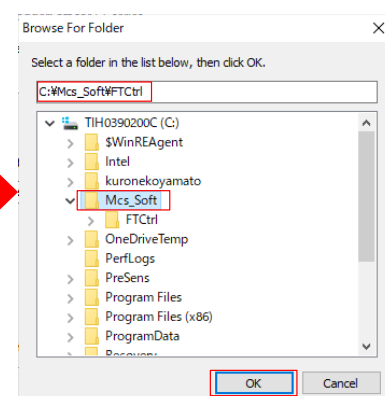 Browse For Folder
Select a folder in the list below, then click OK.
C:¥Mcs_Soft¥FTCtrl
TIH0390200C (C:)
$WinREAgent
Intel
kuronekoyamato
Mcs_Soft
FTCtrl
OneDriveTemp
PerfLogs
PreSens
Program Files
Program Files (x86)
ProgramData
Recovery
OK Cancel